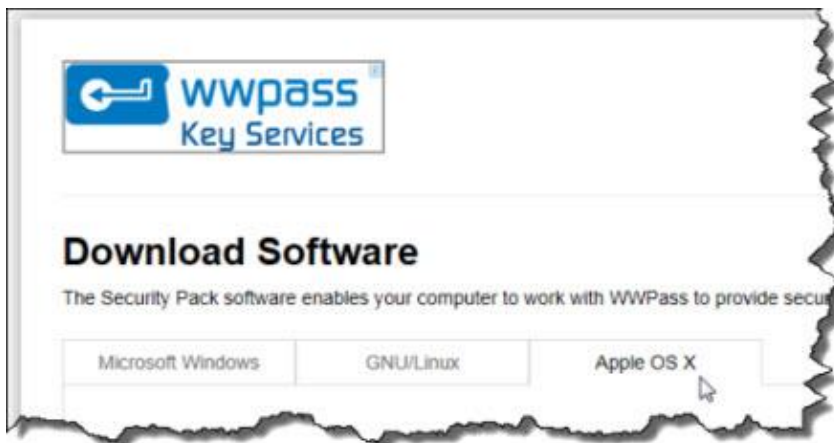 wwpass
Key Services
Download Software
The Security Pack software enables your computer to work with WWPass to provide secur
Microsoft Windows GNU/Linux Apple OS X